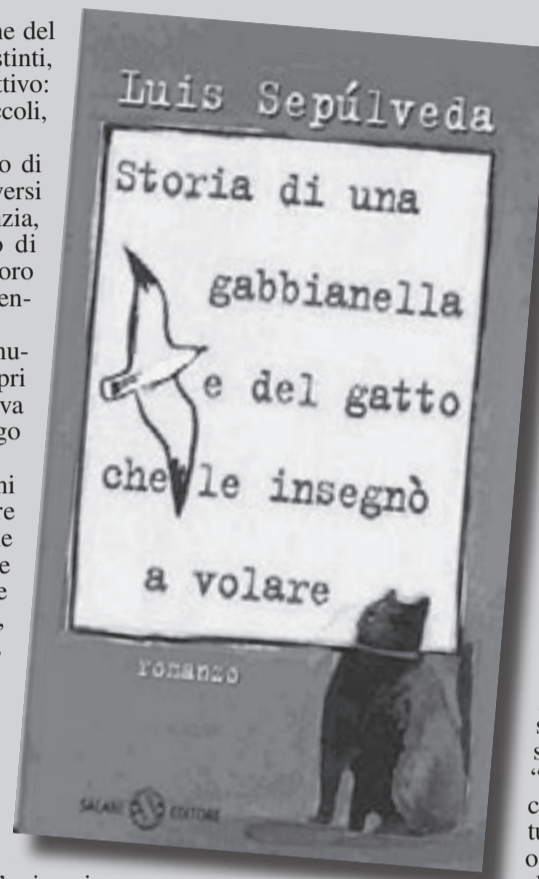 ne del
stinti,
ttivo:
ccoli,
o di
versi
nzia,
o di
oro
en-
nu-
pri
va
go
ni
re
e
e
e
Luis Sepúlveda
Storia di una
gabbianella
e del gatto
che le insegnò
a volare
romanzo
SALANI EDITORE
s
s
“
c
tu
o